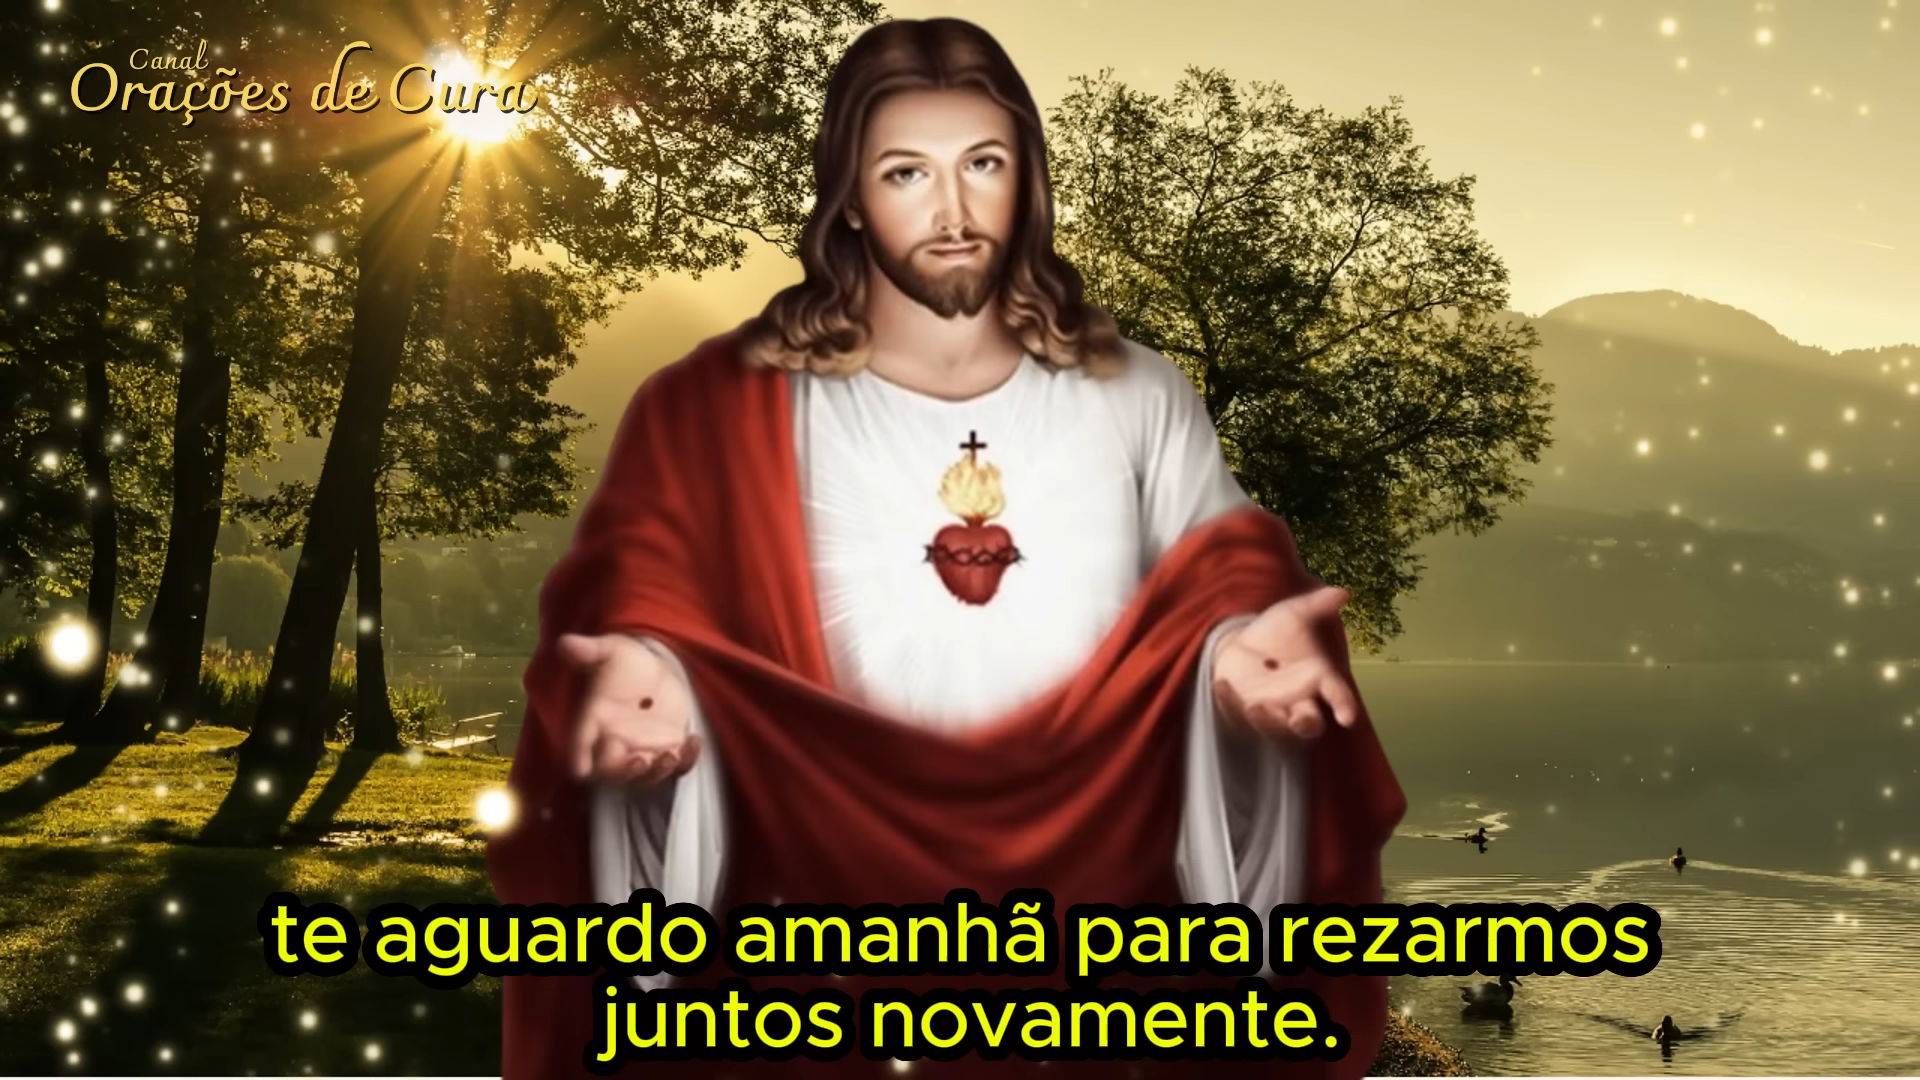 Canal
Orações de Cura
te aguardo amanhã para rezarmos
juntos novamente.